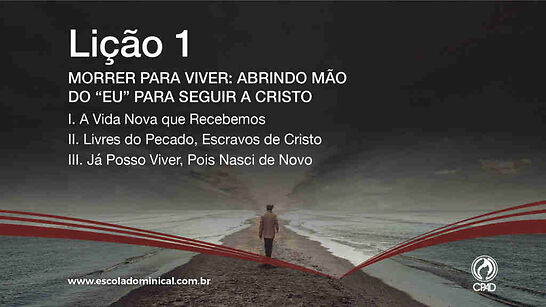 Lição 1
MORRER PARA VIVER: ABRINDO MÃO
DO “EU” PARA SEGUIR A CRISTO
I. A Vida Nova que Recebemos
II. Livres do Pecado, Escravos de Cristo
III. Já Posso Viver, Pois Nasci de Novo
www.escoladominical.com.br
CPAD